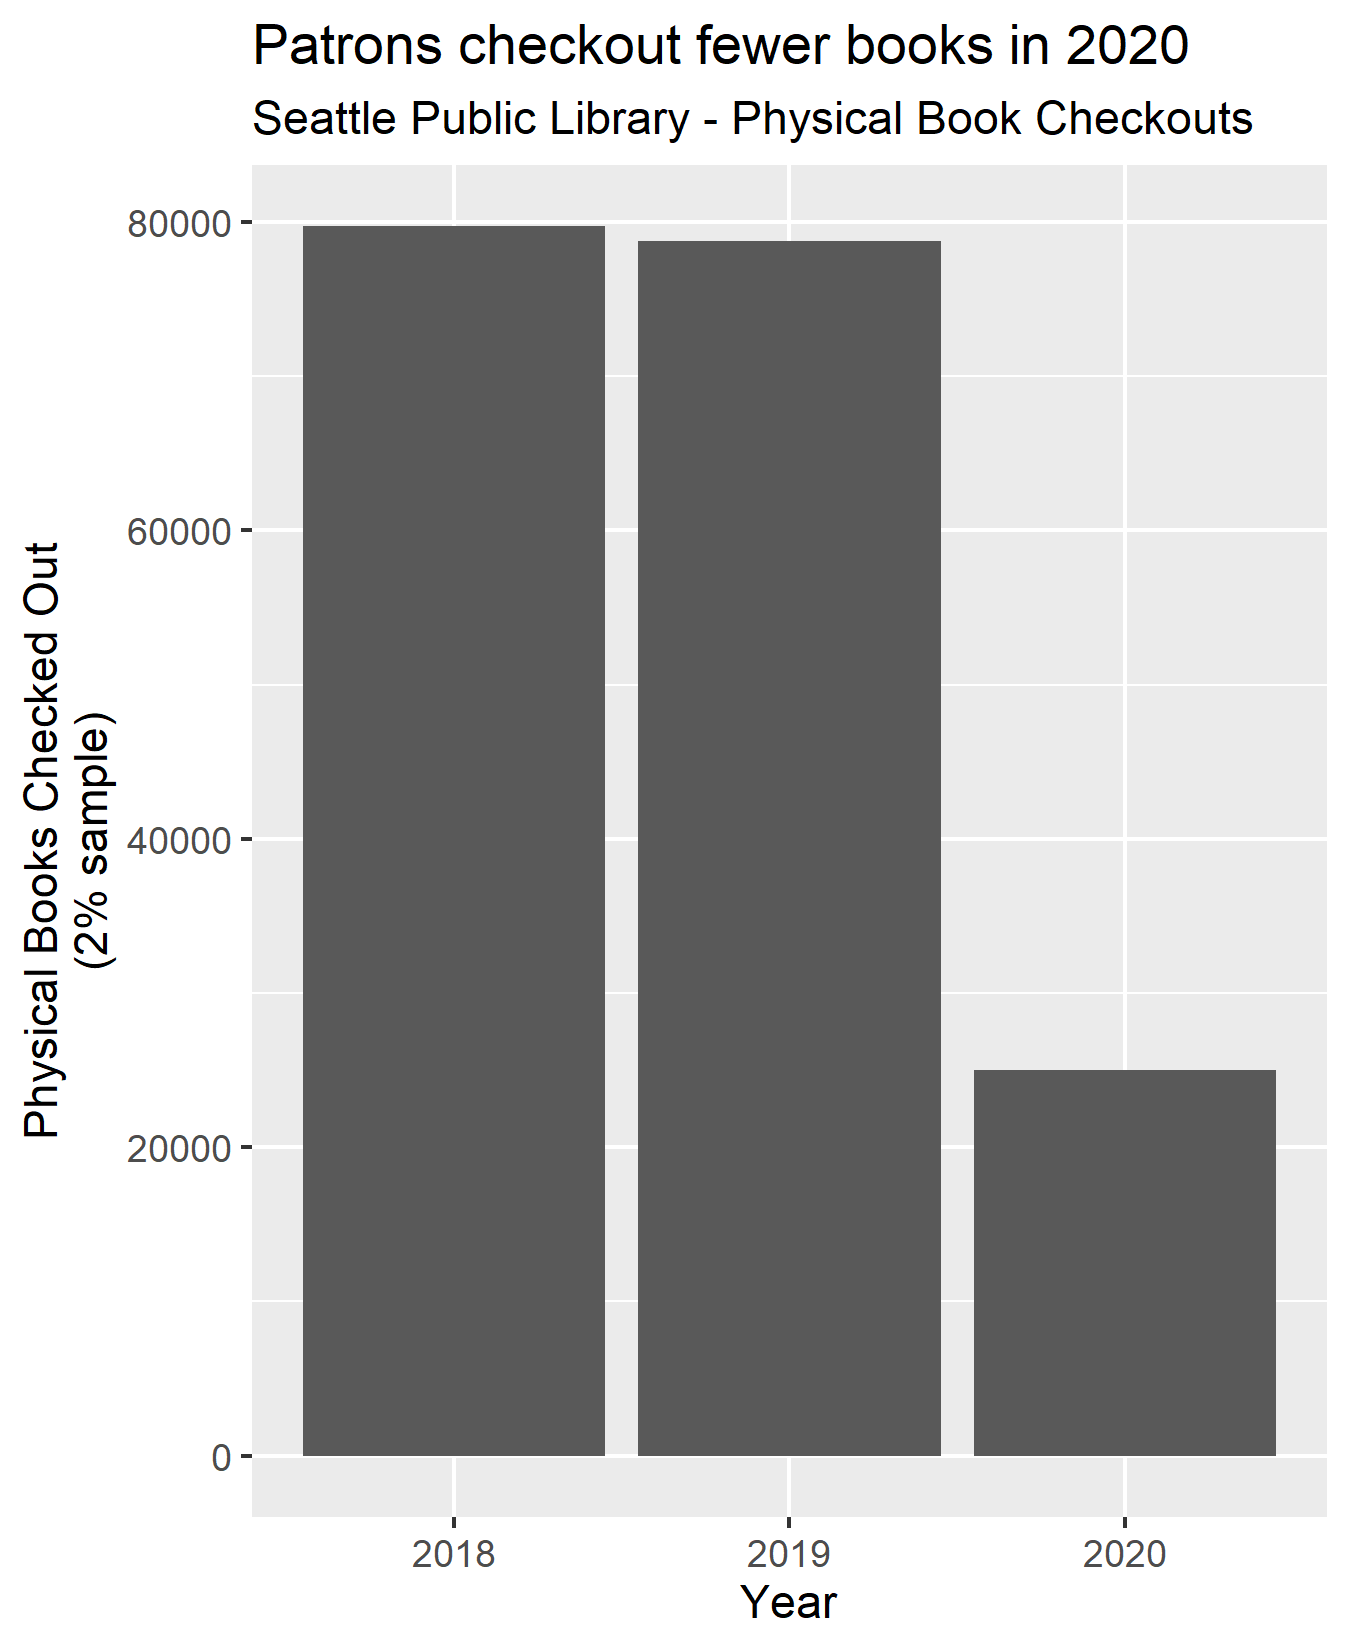 Patrons checkout fewer books in 2020
Seattle Public Library - Physical Book Checkouts
Physical Books Checked Out
(2% sample)
80000
60000
40000
20000
0
2018 2019 2020
Year